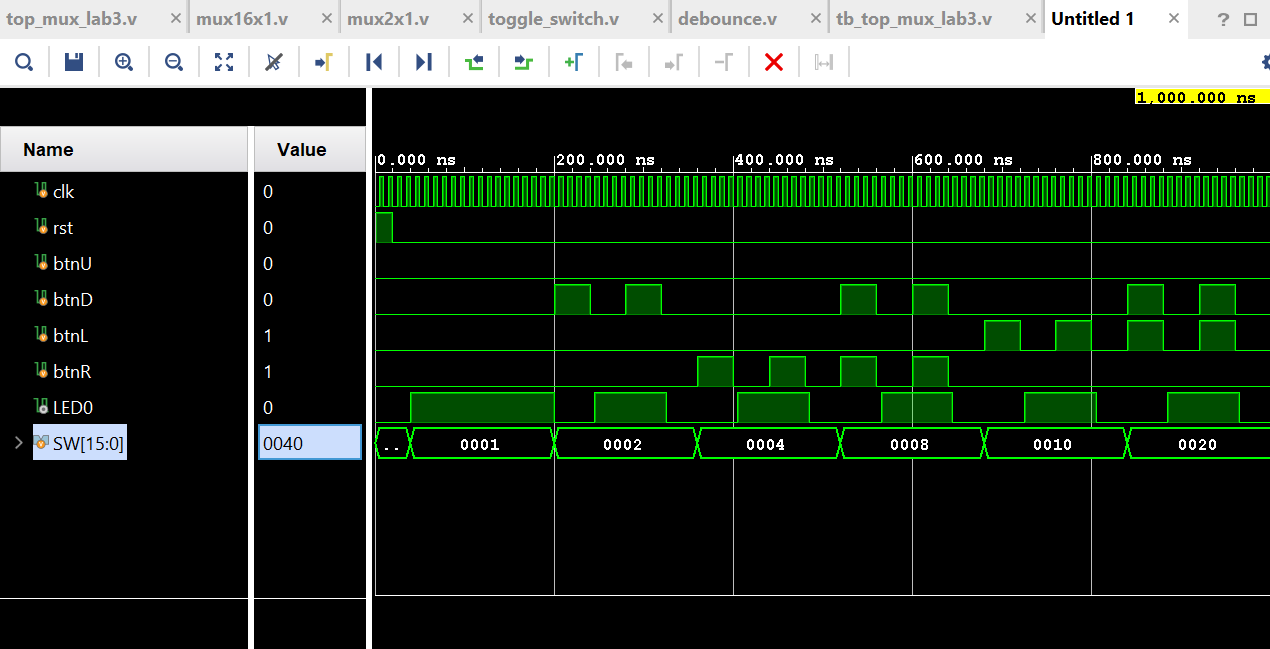 top_mux_lab3.v × mux16x1.v × mux2x1.v × toggle_switch.v × debounce.v × tb_top_mux_lab3.v × Untitled 1 × ?
1,000.000 ns
Name Value
0.000 ns 200.000 ns 400.000 ns 600.000 ns 800.000 ns
clk 0
rst 0
btnU 0
btnD 0
btnL 1
btnR 1
LED0 0
SW[15:0] 0040 .. 0001 0002 0004 0008 0010 0020